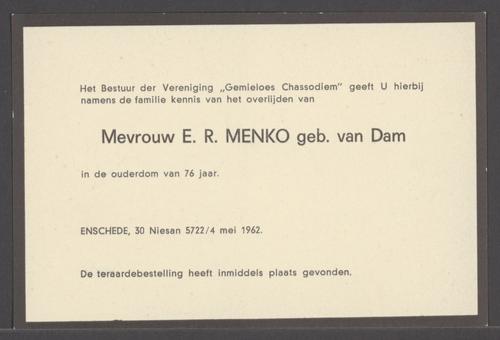 Het Bestuur der Vereniging „Gemieloes Chassodiem" geeft U hierbij
namens de familie kennis van het overlijden van
Mevrouw E. R. MENKO geb. van Dam
in de ouderdom van 76 jaar.
ENSCHEDE, 30 Niesan 5722/4 mei 1962.
De teraardebestelling heeft inmiddels plaats gevonden.